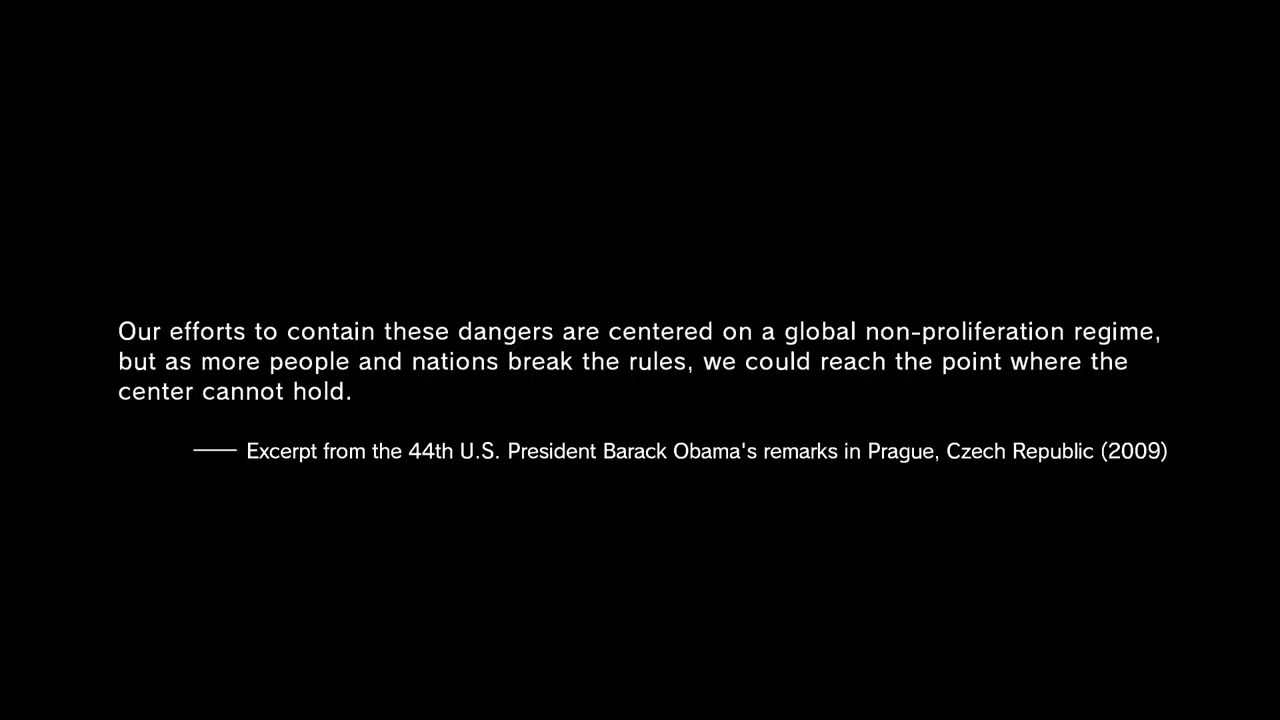 Our efforts to contain these dangers are centered on a global non-proliferation regime,
but as more people and nations break the rules, we could reach the point where the
center cannot hold.
—— Excerpt from the 44th U.S. President Barack Obama's remarks in Prague, Czech Republic (2009)